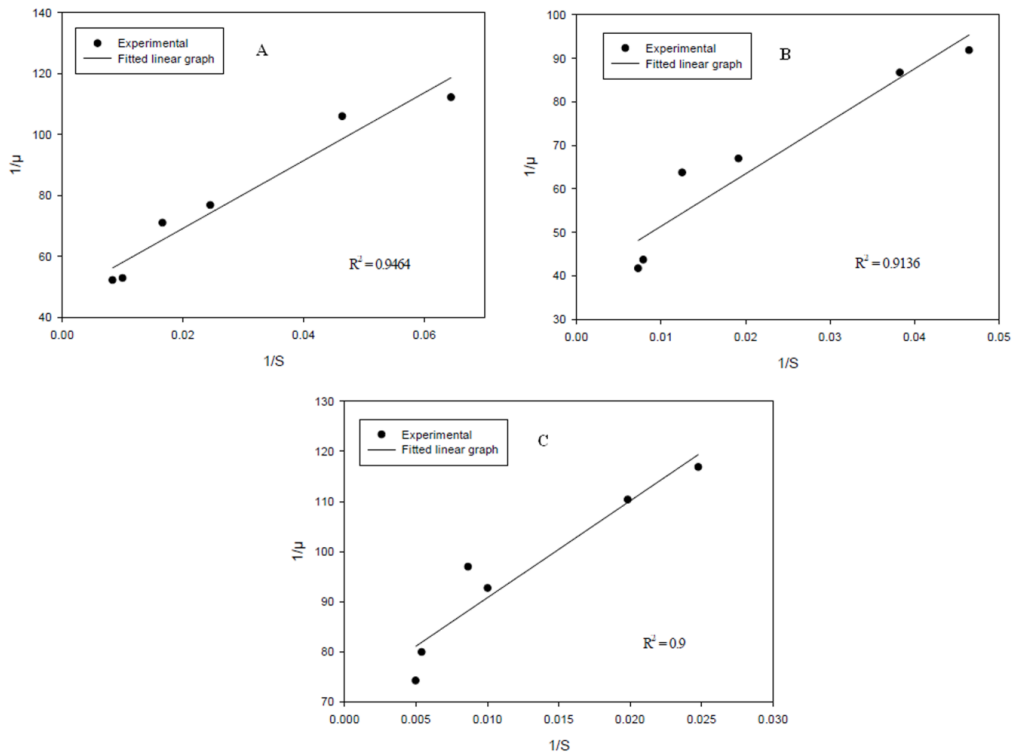 140
120
100
80
60
40
0.00
0.02
0.04
0.06
1/μ
1/S
Experimental
Fitted linear graph
A
R² = 0.9464
100
90
80
70
60
50
40
30
0.00
0.01
0.02
0.03
0.04
0.05
1/μ
1/S
Experimental
Fitted linear graph
B
R² = 0.9136
130
120
110
100
90
80
70
0.000
0.005
0.010
0.015
0.020
0.025
0.030
1/μ
1/S
Experimental
Fitted linear graph
C
R² = 0.9